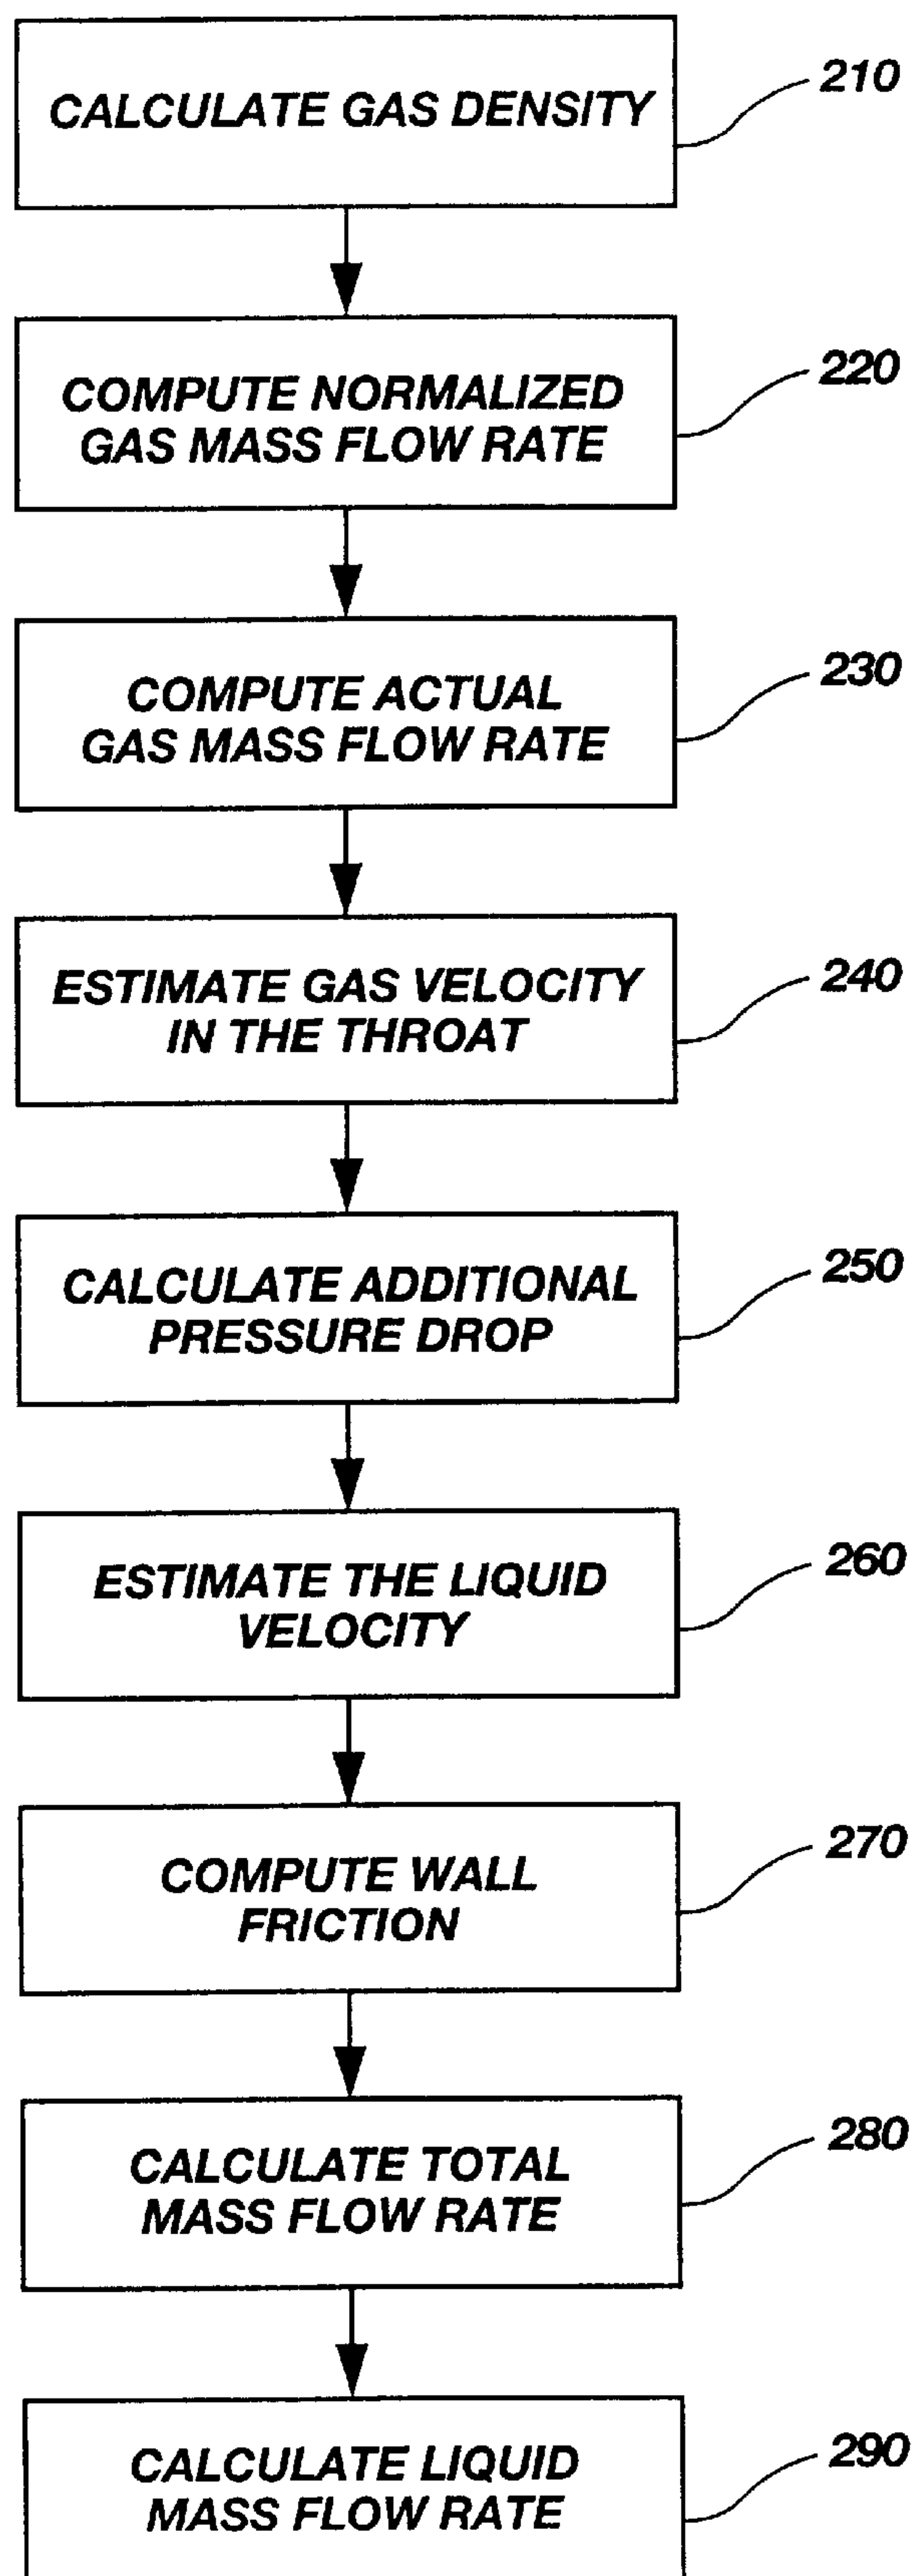 CALCULATE GAS DENSITY
210
COMPUTE NORMALIZED
GAS MASS FLOW RATE
220
COMPUTE ACTUAL
GAS MASS FLOW RATE
230
ESTIMATE GAS VELOCITY
IN THE THROAT
240
CALCULATE ADDITIONAL
PRESSURE DROP
250
ESTIMATE THE LIQUID
VELOCITY
260
COMPUTE WALL
FRICTION
270
CALCULATE TOTAL
MASS FLOW RATE
280
CALCULATE LIQUID
MASS FLOW RATE
290